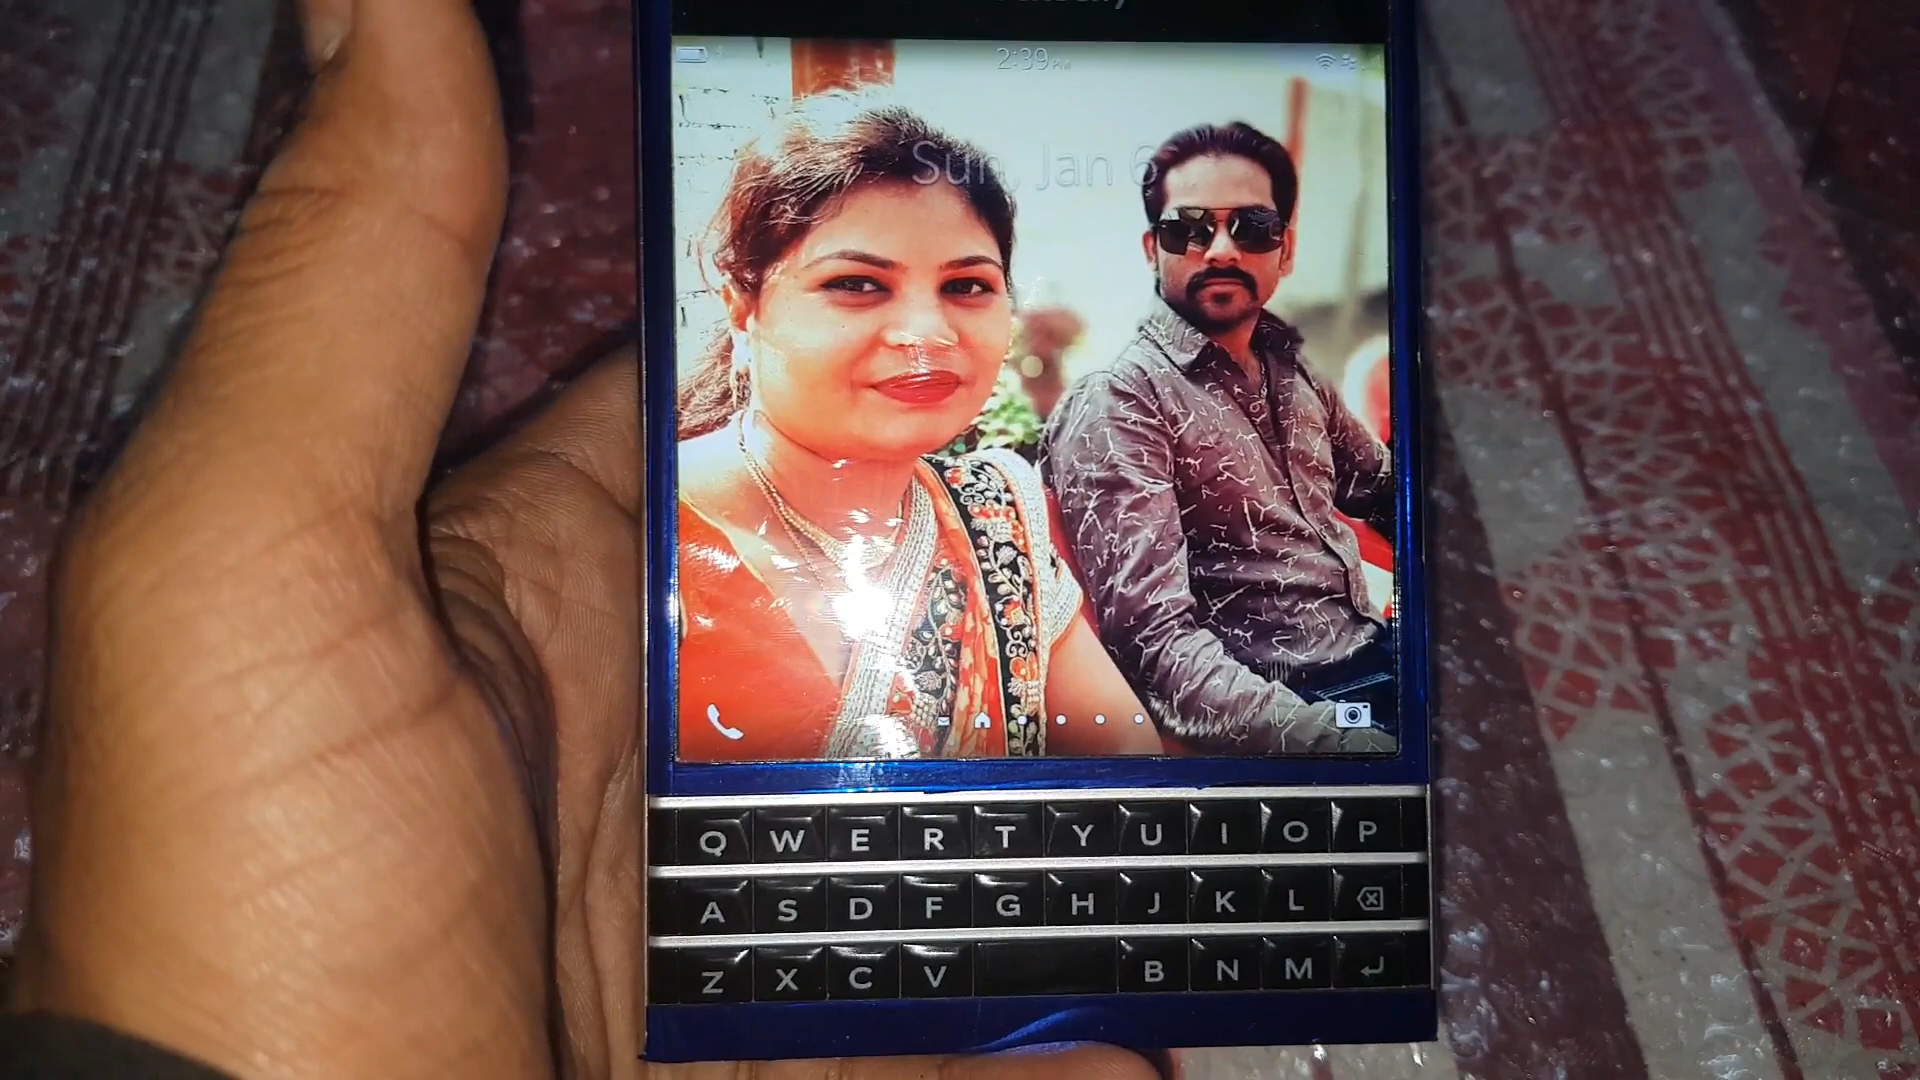 2:39 PM
Sun, Jan 6
Q W E R T Y U I O P
A S D F G H J K L
Z X C V B N M